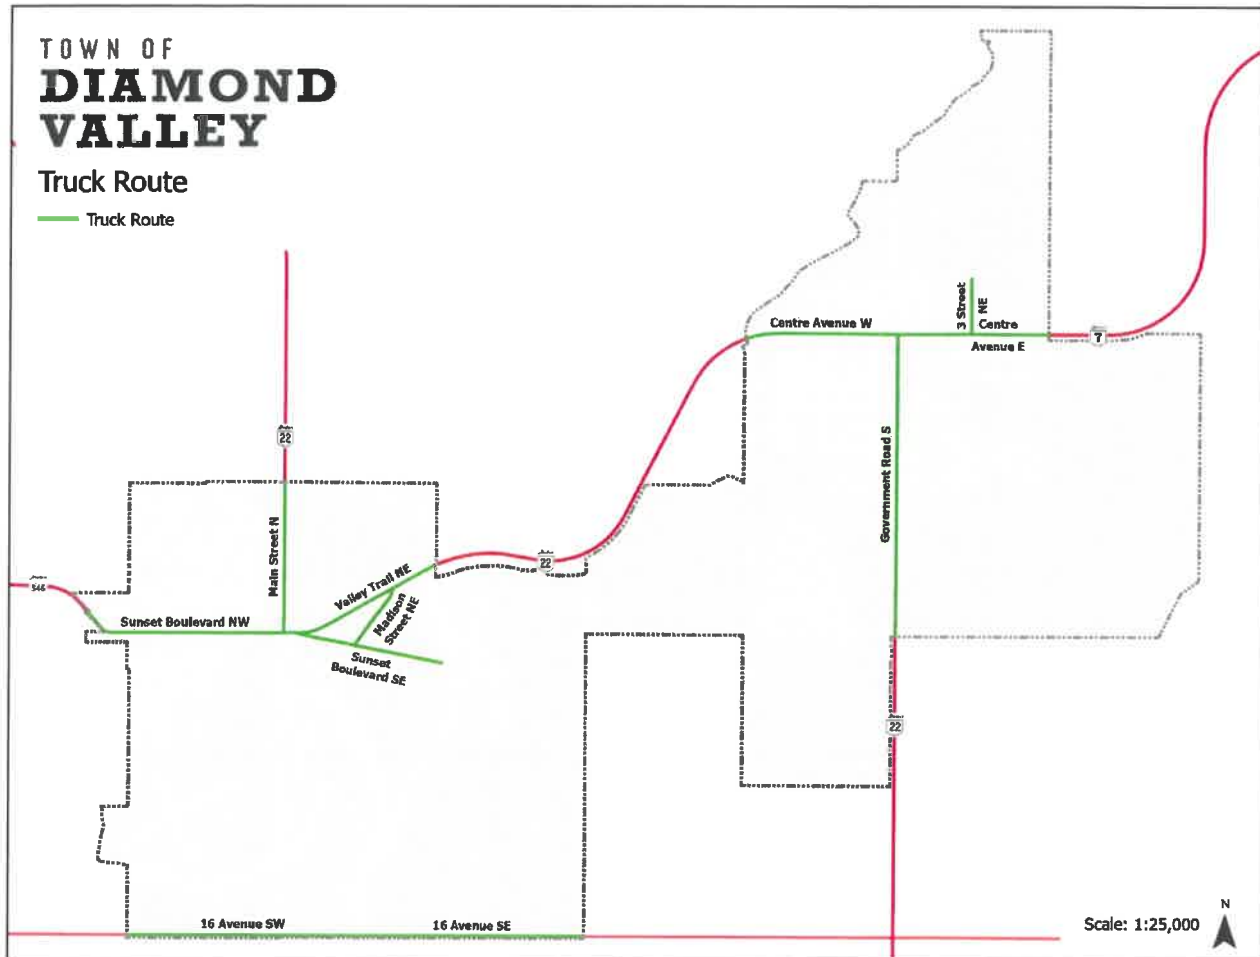 TOWN OF
DIAMOND
VALLEY
Truck Route
Truck Route
3 Street
NE
Centre Avenue W
Centre
Avenue E
7
22
Government Road S
Main Street N
22
Valley Trail NE
Madison
Street NE
546
Sunset Boulevard NW
Sunset
Boulevard SE
22
16 Avenue SW
16 Avenue SE
Scale: 1:25,000
N